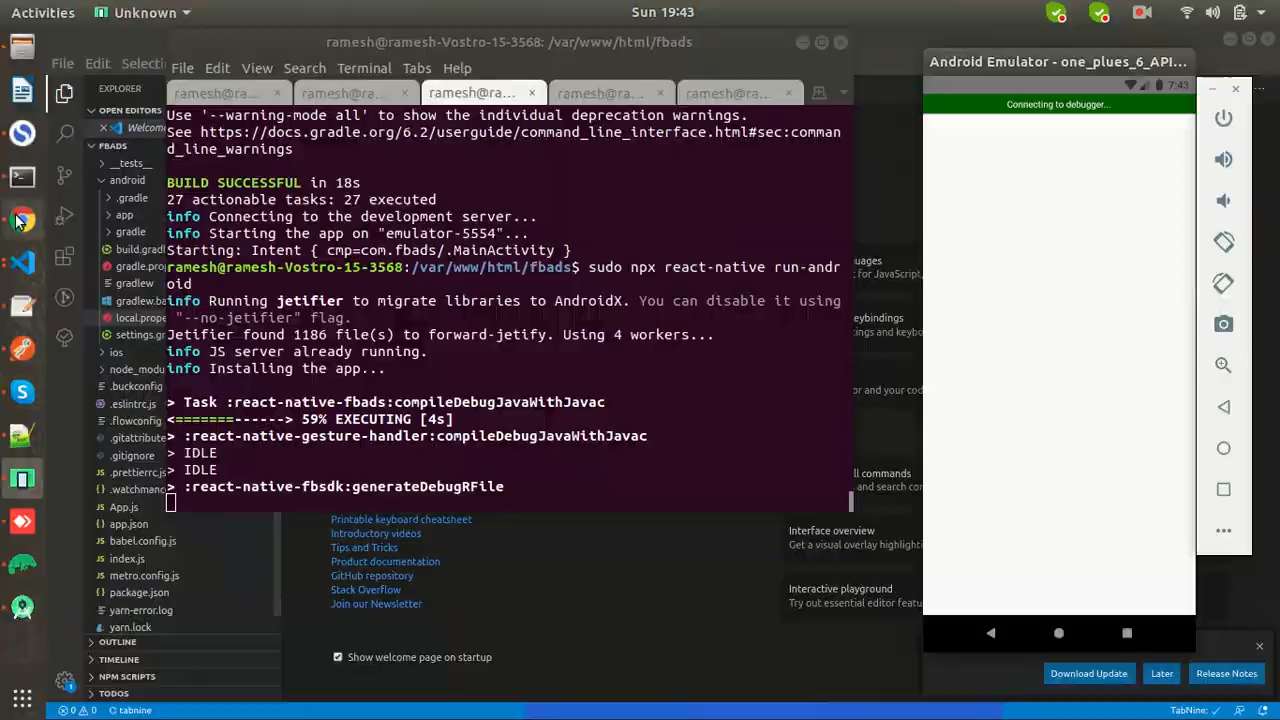 Activities
Unknown
Sun 19:43
ramesh@ramesh-Vostro-15-3568: /var/www/html/fbads
File Edit Selecti
File Edit View Search Terminal Tabs Help
ramesh@ra... × ramesh@ra... × ramesh@ra... × ramesh@ra... × ramesh@ra... ×
EXPLORER
OPEN EDITORS
Welcome
FBADS
__tests__
android
.gradle
app
gradle
build.gradl
gradle.pro
gradlew
gradlew.ba
local.prope
settings.gr
ios
node_modu
.buckconfig
.eslintrc.js
.flowconfig
.gitattribute
.gitignore
.prettierrc.js
.watchmanc
App.js
app.json
babel.config.js
index.js
metro.config.js
package.json
yarn-error.log
yarn.lock
OUTLINE
TIMELINE
NPM SCRIPTS
TODOS
Use '--warning-mode all' to show the individual deprecation warnings.
See https://docs.gradle.org/6.2/userguide/command_line_interface.html#sec:comman
d_line_warnings
BUILD SUCCESSFUL in 18s
27 actionable tasks: 27 executed
info Connecting to the development server...
info Starting the app on "emulator-5554"...
Starting: Intent { cmp=com.fbads/.MainActivity }
ramesh@ramesh-Vostro-15-3568:/var/www/html/fbads$ sudo npx react-native run-andr
oid
info Running jetifier to migrate libraries to AndroidX. You can disable it using
"--no-jetifier" flag.
Jetifier found 1186 file(s) to forward-jetify. Using 4 workers...
info JS server already running.
info Installing the app...
> Task :react-native-fbads:compileDebugJavaWithJavac
<=======------> 59% EXECUTING [4s]
> :react-native-gesture-handler:compileDebugJavaWithJavac
> IDLE
> IDLE
> :react-native-fbsdk:generateDebugRFile
Printable keyboard cheatsheet
Introductory videos
Tips and Tricks
Product documentation
GitHub repository
Stack Overflow
Join our Newsletter
Show welcome page on startup
uages
t for JavaScript,
eybindings
ttings and keybo
or and your code
ll commands
and search com
Interface overview
Get a visual overlay highlighti
Interactive playground
Try out essential editor featu
Android Emulator - one_plues_6_API...
7:43
Connecting to debugger...
Download Update
Later
Release Notes
0 0 tabnine
TabNine: